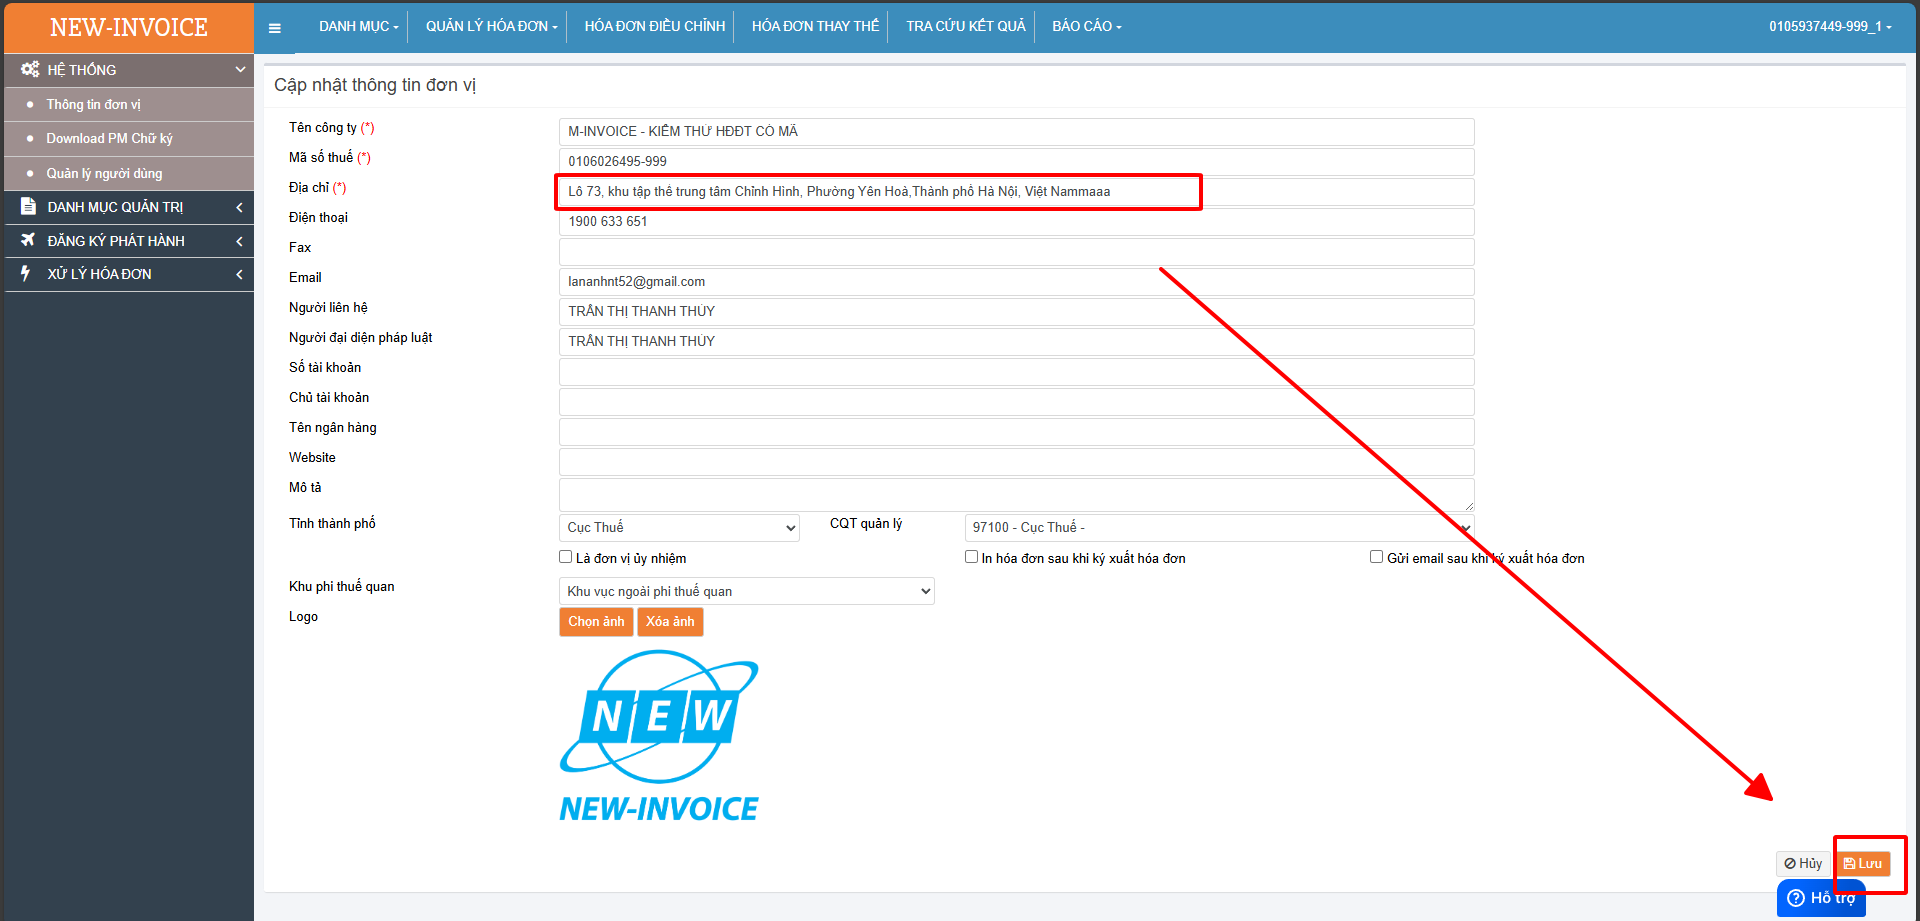 NEW-INVOICE
DANH MỤC
QUẢN LÝ HÓA ĐƠN
HÓA ĐƠN ĐIỀU CHỈNH
HÓA ĐƠN THAY THẾ
TRA CỨU KẾT QUẢ
BÁO CÁO
0105937449-999_1
HỆ THỐNG
Thông tin đơn vị
Download PM Chữ ký
Quản lý người dùng
DANH MỤC QUẢN TRỊ
ĐĂNG KÝ PHÁT HÀNH
XỬ LÝ HÓA ĐƠN
Cập nhật thông tin đơn vị
Tên công ty (*) M-INVOICE - KIỂM THỬ HĐĐT CÓ MÃ
Mã số thuế (*) 0106026495-999
Địa chỉ (*) Lô 73, khu tập thể trung tâm Chỉnh Hình, Phường Yên Hoà,Thành phố Hà Nội, Việt Nammaaa
Điện thoại 1900 633 651
Fax
Email lananhnt52@gmail.com
Người liên hệ TRẦN THỊ THANH THỦY
Người đại diện pháp luật TRẦN THỊ THANH THỦY
Số tài khoản
Chủ tài khoản
Tên ngân hàng
Website
Mô tả
Tỉnh thành phố Cục Thuế CQT quản lý 97100 - Cục Thuế -
Là đơn vị ủy nhiệm In hóa đơn sau khi ký xuất hóa đơn Gửi email sau khi ký xuất hóa đơn
Khu phi thuế quan Khu vực ngoài phi thuế quan
Logo Chọn ảnh Xóa ảnh
NEW
NEW-INVOICE
Hủy Lưu
Hỗ trợ